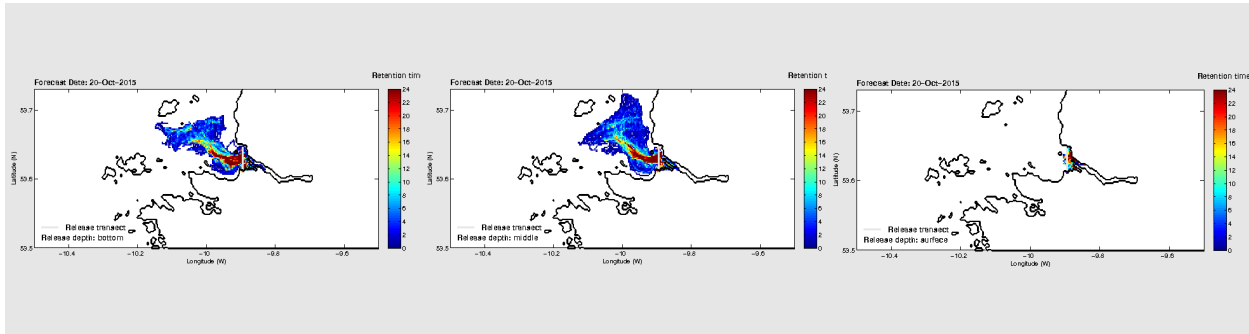 Forecast Date: 20-Oct-2015
Retention tim
24
22
20
18
16
14
12
10
8
6
4
2
0
53.7
53.6
53.5
Latitude (N)
Release transect
Release depth: bottom
-10.4 -10.2 -10 -9.8 -9.6
Longitude (W)
Forecast Date: 20-Oct-2015
Retention t
24
22
20
18
16
14
12
10
8
6
4
2
0
53.7
53.6
53.5
Latitude (N)
Release transect
Release depth: middle
-10.4 -10.2 -10 -9.8 -9.6
Longitude (W)
Forecast Date: 20-Oct-2015
Retention time
24
22
20
18
16
14
12
10
8
6
4
2
0
53.7
53.6
53.5
Latitude (N)
Release transect
Release depth: surface
-10.4 -10.2 -10 -9.8 -9.6
Longitude (W)